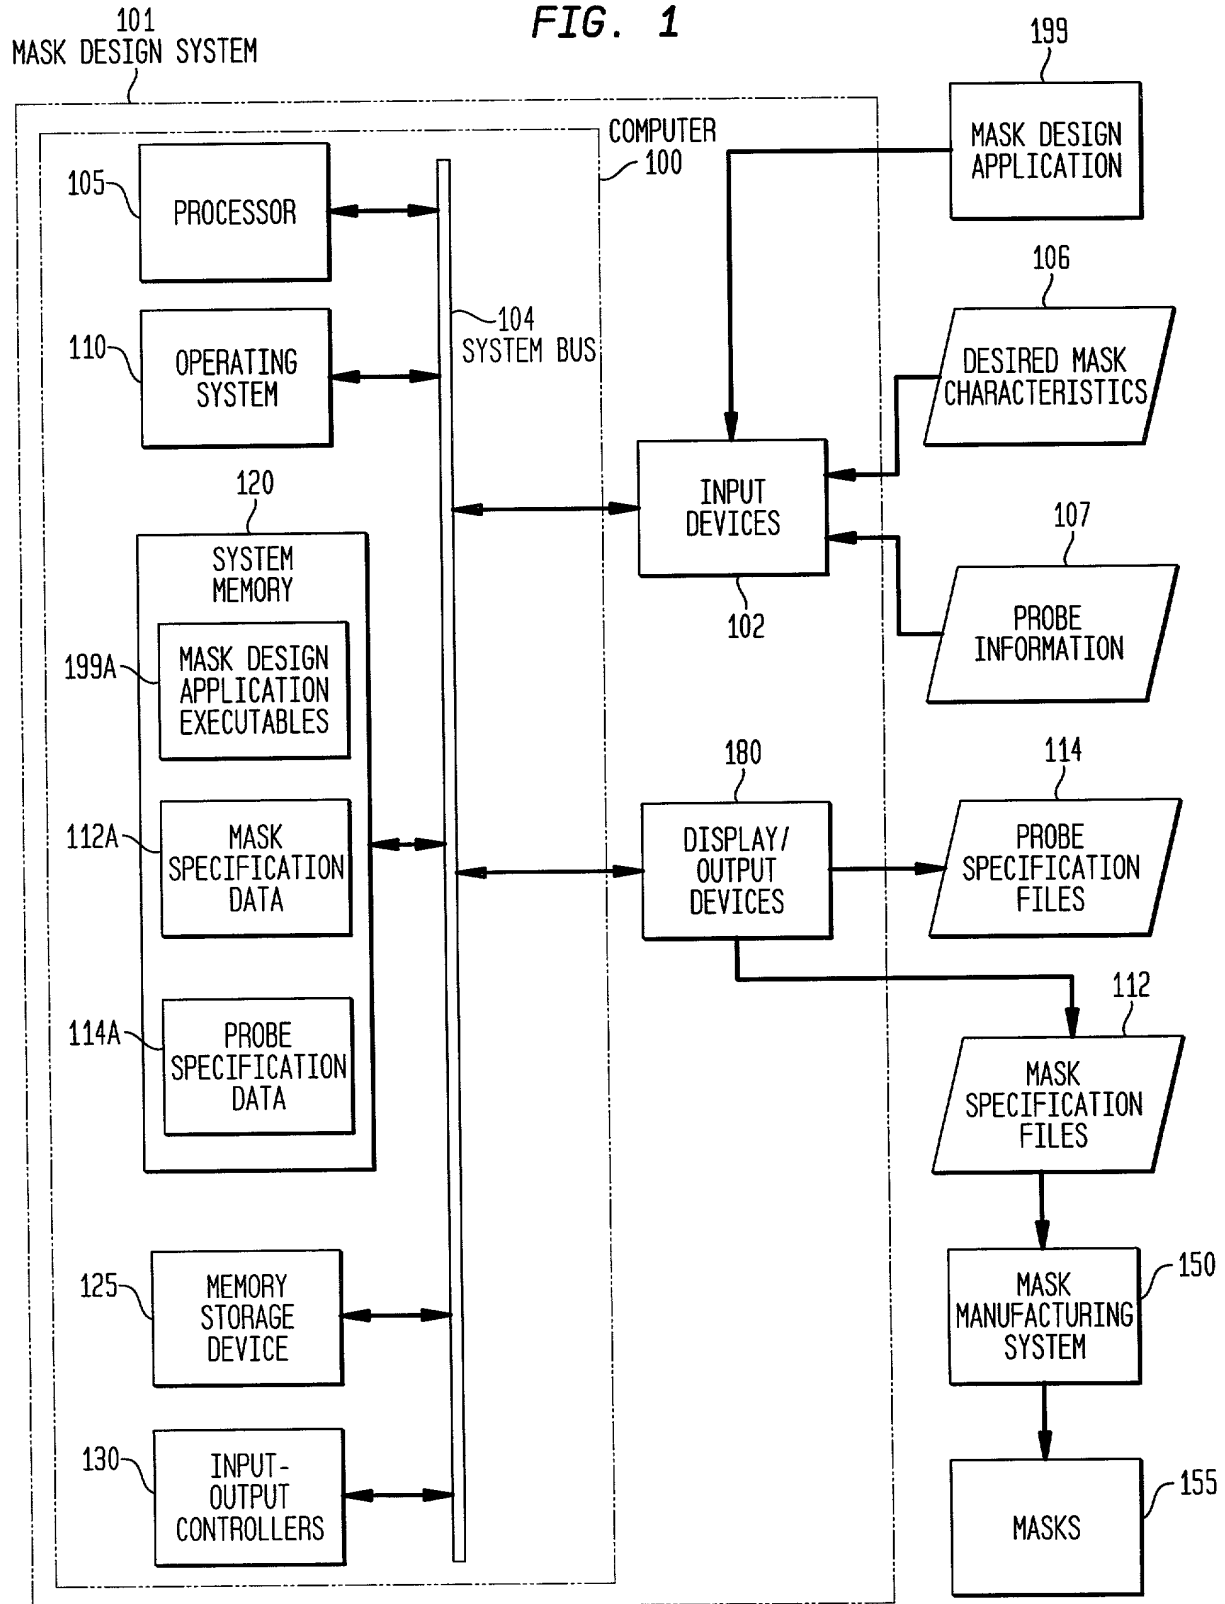 FIG. 1
101
MASK DESIGN SYSTEM
199
MASK DESIGN
APPLICATION
COMPUTER
100
105
PROCESSOR
106
DESIRED MASK
CHARACTERISTICS
104
SYSTEM BUS
110
OPERATING
SYSTEM
INPUT
DEVICES
102
107
PROBE
INFORMATION
120
SYSTEM
MEMORY
199A
MASK DESIGN
APPLICATION
EXECUTABLES
180
DISPLAY/
OUTPUT
DEVICES
114
PROBE
SPECIFICATION
FILES
112A
MASK
SPECIFICATION
DATA
112
MASK
SPECIFICATION
FILES
114A
PROBE
SPECIFICATION
DATA
125
MEMORY
STORAGE
DEVICE
150
MASK
MANUFACTURING
SYSTEM
130
INPUT-
OUTPUT
CONTROLLERS
155
MASKS